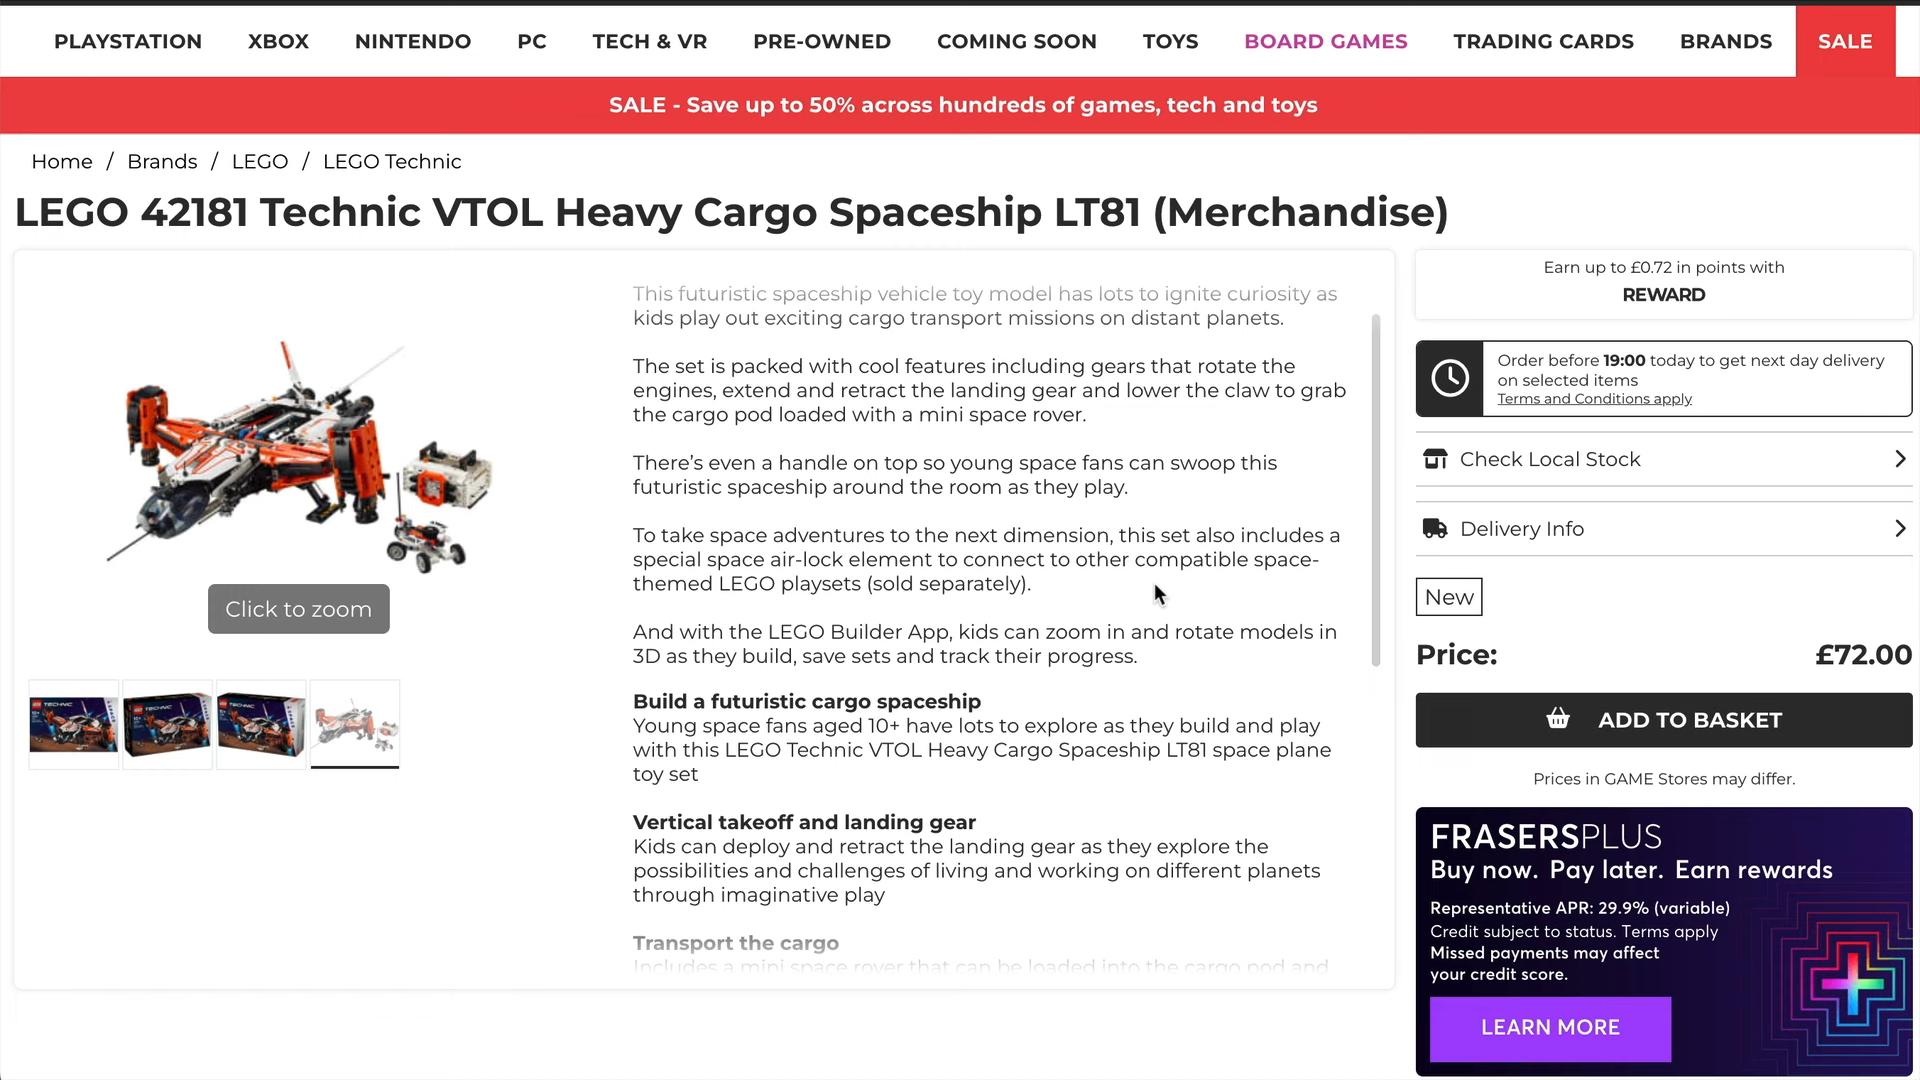 PLAYSTATION XBOX NINTENDO PC TECH & VR PRE-OWNED COMING SOON TOYS BOARD GAMES TRADING CARDS BRANDS SALE
SALE - Save up to 50% across hundreds of games, tech and toys
Home / Brands / LEGO / LEGO Technic
LEGO 42181 Technic VTOL Heavy Cargo Spaceship LT81 (Merchandise)
Click to zoom
This futuristic spaceship vehicle toy model has lots to ignite curiosity as
kids play out exciting cargo transport missions on distant planets.
The set is packed with cool features including gears that rotate the
engines, extend and retract the landing gear and lower the claw to grab
the cargo pod loaded with a mini space rover.
There’s even a handle on top so young space fans can swoop this
futuristic spaceship around the room as they play.
To take space adventures to the next dimension, this set also includes a
special space air-lock element to connect to other compatible space-
themed LEGO playsets (sold separately).
And with the LEGO Builder App, kids can zoom in and rotate models in
3D as they build, save sets and track their progress.
Build a futuristic cargo spaceship
Young space fans aged 10+ have lots to explore as they build and play
with this LEGO Technic VTOL Heavy Cargo Spaceship LT81 space plane
toy set
Vertical takeoff and landing gear
Kids can deploy and retract the landing gear as they explore the
possibilities and challenges of living and working on different planets
through imaginative play
Transport the cargo
Includes a mini space rover that can be loaded into the cargo pod and
Earn up to £0.72 in points with
REWARD
Order before 19:00 today to get next day delivery
on selected items
Terms and Conditions apply
Check Local Stock
Delivery Info
New
Price: £72.00
ADD TO BASKET
Prices in GAME Stores may differ.
FRASERSPLUS
Buy now. Pay later. Earn rewards
Representative APR: 29.9% (variable)
Credit subject to status. Terms apply
Missed payments may affect
your credit score.
LEARN MORE